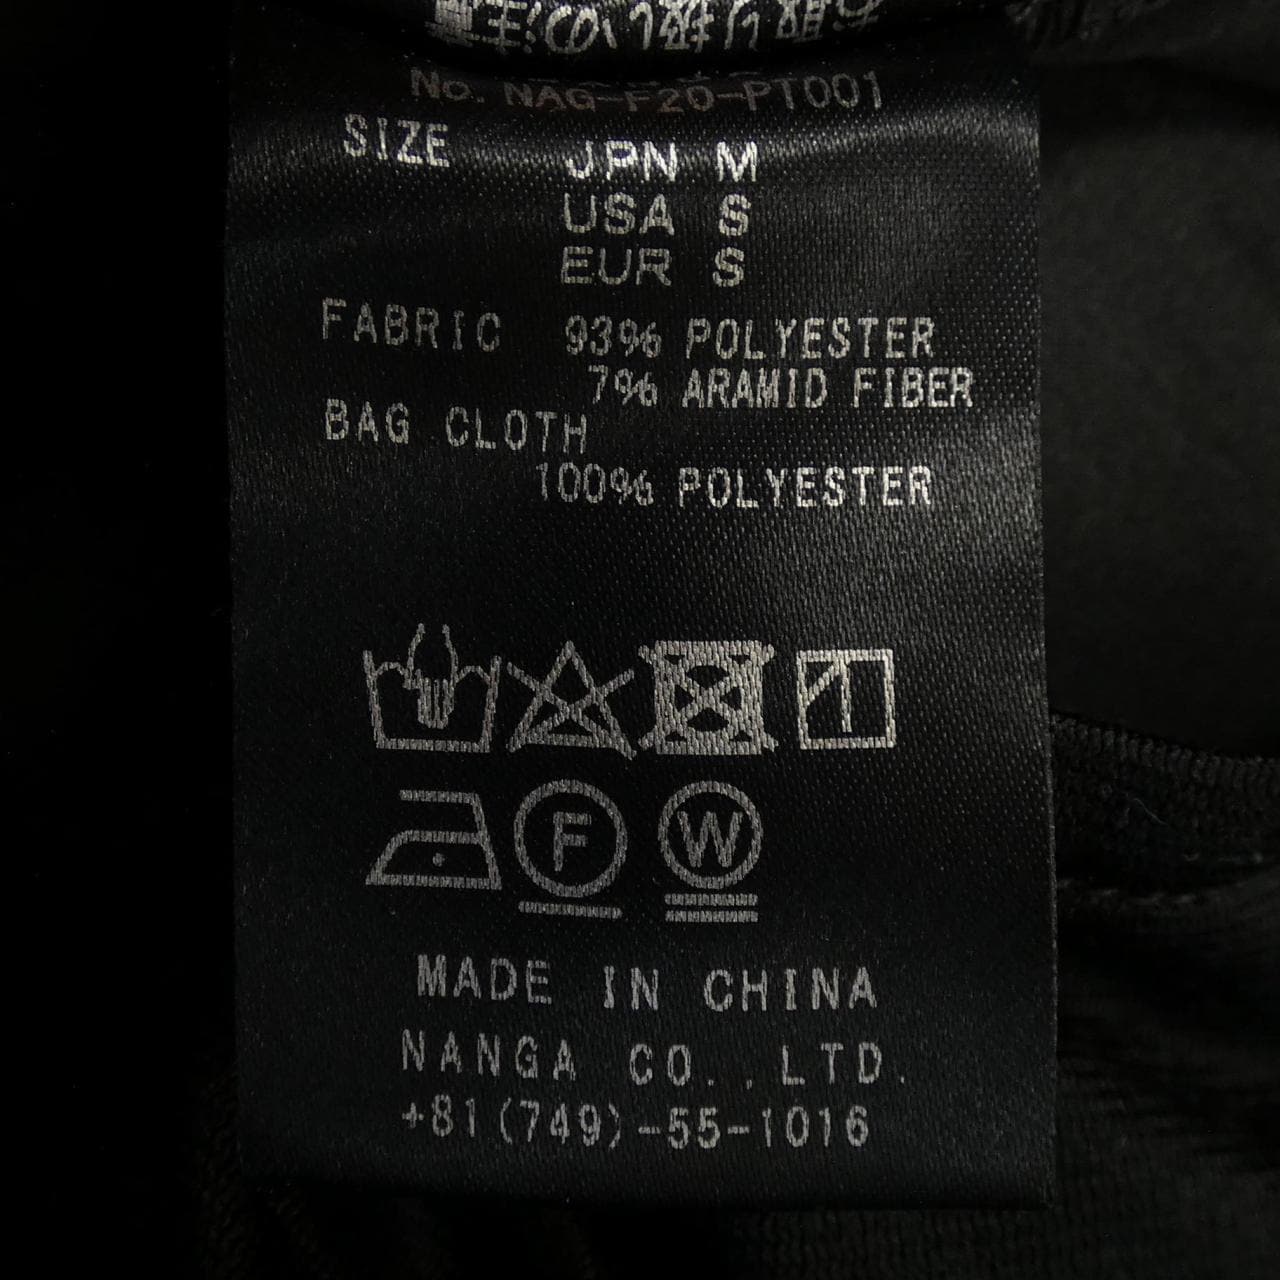 No. NAG-F20-PT001
SIZE JPN M
USA S
EUR S
FABRIC 93% POLYESTER
7% ARAMID FIBER
BAG CLOTH
100% POLYESTER
F W
MADE IN CHINA
NANGA CO., LTD.
+81(749)-55-1016